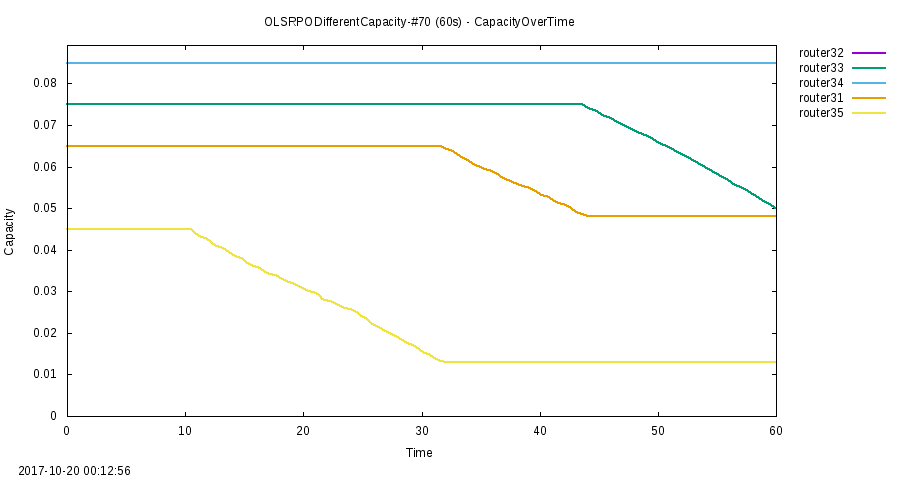 OLSRPODifferentCapacity-#70 (60s) - CapacityOverTime
router32
router33
router34
router31
router35
0.08
0.07
0.06
0.05
0.04
0.03
0.02
0.01
0
Capacity
0 10 20 30 40 50 60
Time
2017-10-20 00:12:56